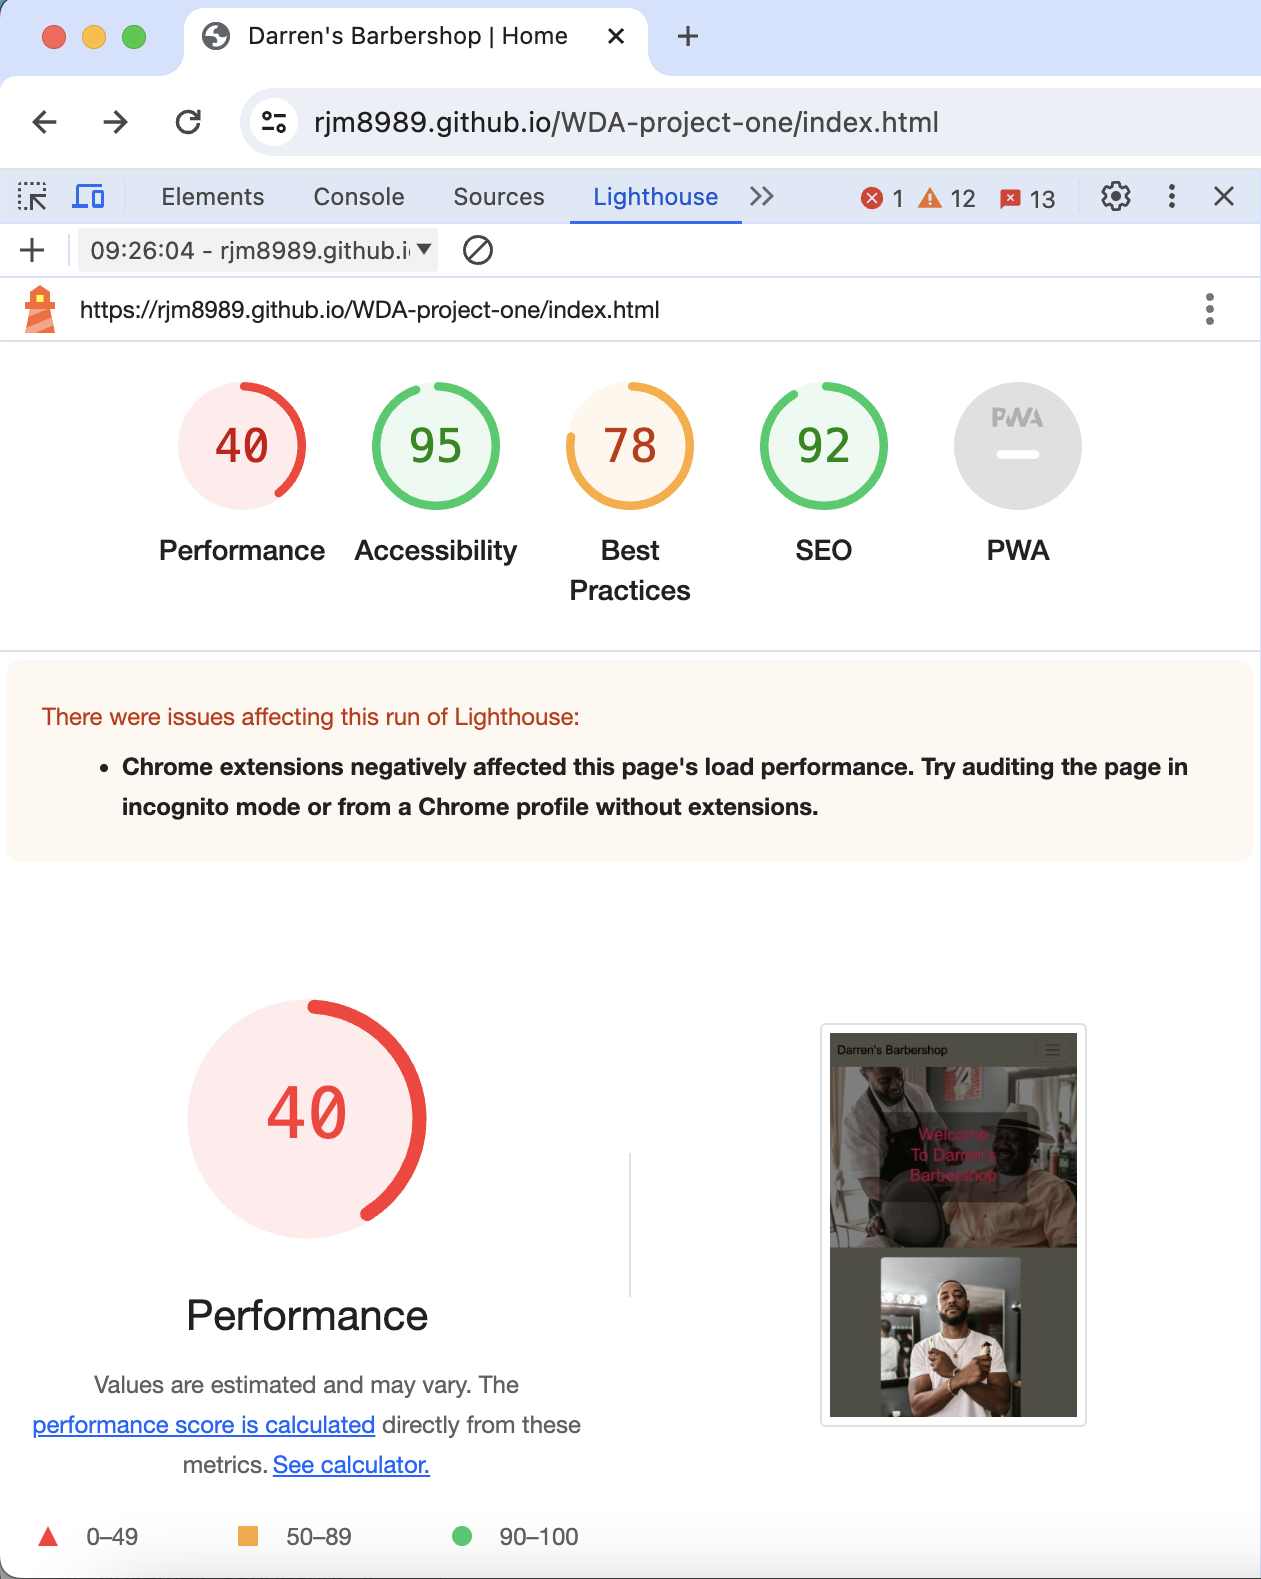 Darren's Barbershop | Home
rjm8989.github.io/WDA-project-one/index.html
Elements Console Sources Lighthouse 1 12 13
09:26:04 - rjm8989.github.i
https://rjm8989.github.io/WDA-project-one/index.html
40 95 78 92 PWA
Performance Accessibility Best Practices SEO PWA
There were issues affecting this run of Lighthouse:
• Chrome extensions negatively affected this page's load performance. Try auditing the page in
incognito mode or from a Chrome profile without extensions.
40
Performance
Values are estimated and may vary. The
performance score is calculated directly from these
metrics. See calculator.
0–49 50–89 90–100
Darren's Barbershop
Welcome
To Darren's
Barbershop